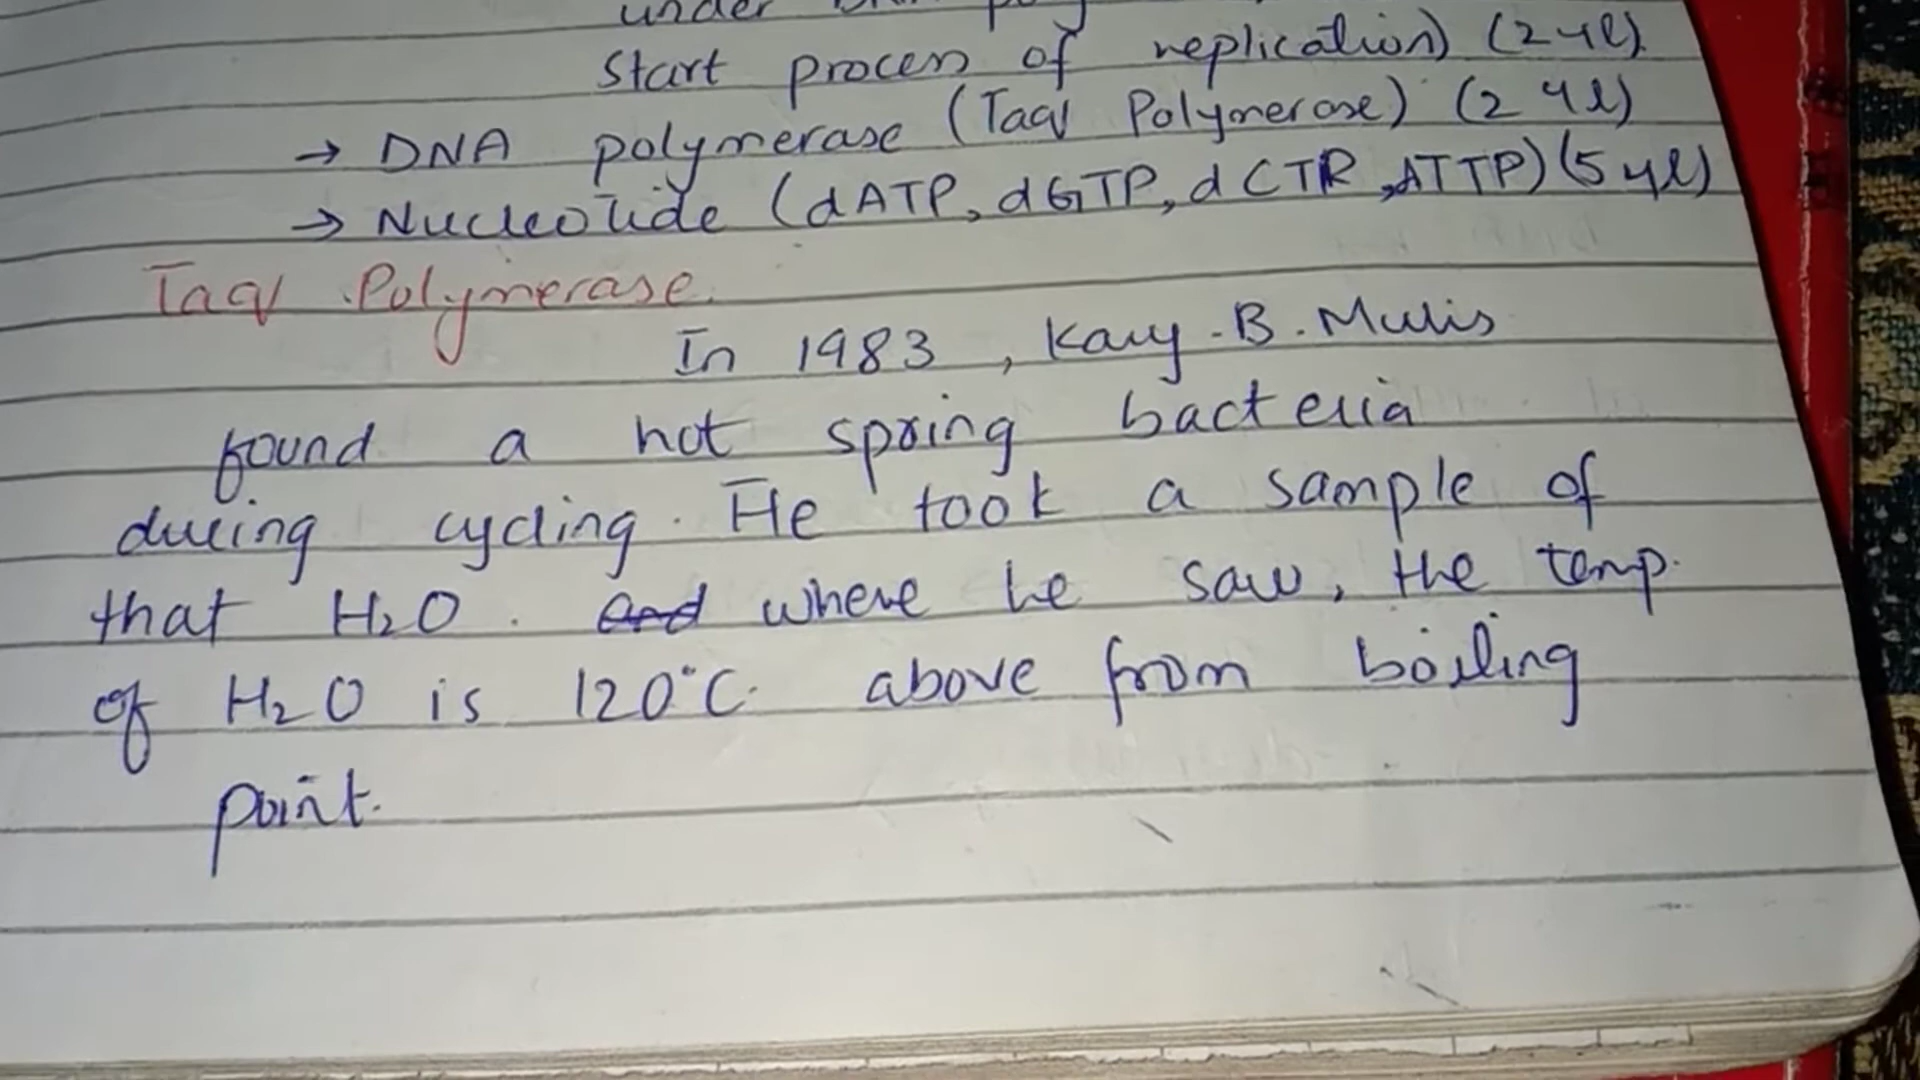 under
start process of replication) (2 μl).
→ DNA polymerase (Taq Polymerase) (2 μl)
→ Nucleotide (dATP, dGTP, dCTP, dTTP) (5 μl)
Taq Polymerase.
In 1983, Kary.B.Mullis
found a hot spring bacteria
during cycling. He took a sample of
that H₂O. And where he saw, the temp.
of H₂O is 120°C. above from boiling
point.